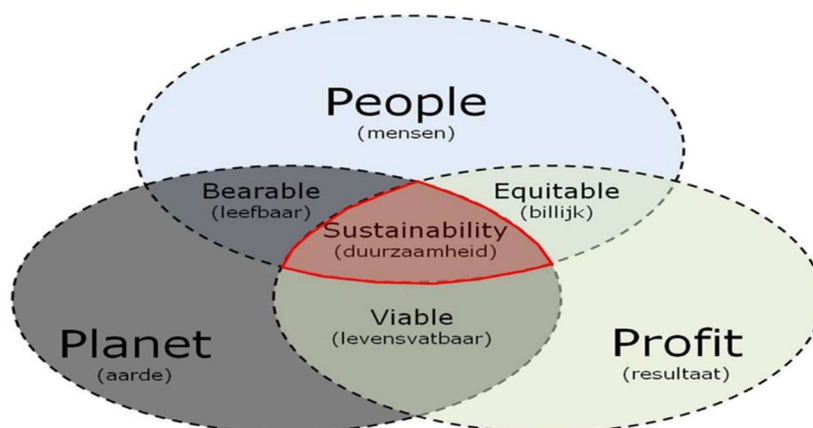 People
(mensen)
Bearable
(leefbaar)
Equitable
(billijk)
Sustainability
(duurzaamheid)
Viable
(levensvatbaar)
Planet
(aarde)
Profit
(resultaat)